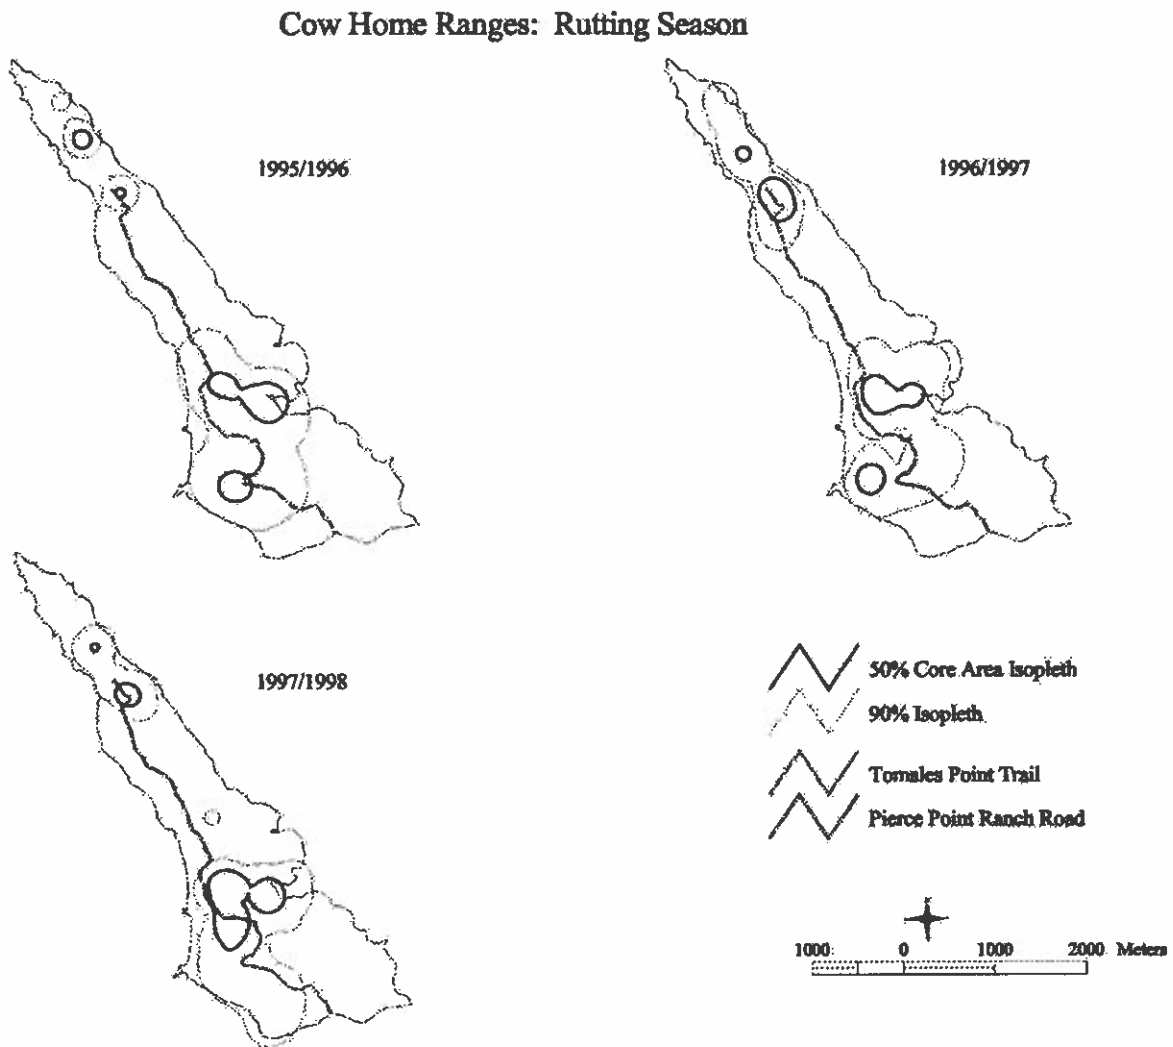 Cow Home Ranges: Rutting Season
1995/1996
1996/1997
1997/1998
50% Core Area Isopleth
90% Isopleth
Tomales Point Trail
Pierce Point Ranch Road
1000 0 1000 2000 Meters